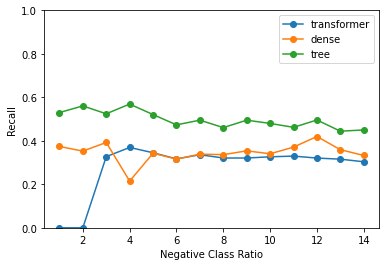 1.0
0.8
0.6
0.4
0.2
0.0
Recall
transformer
dense
tree
2 4 6 8 10 12 14
Negative Class Ratio